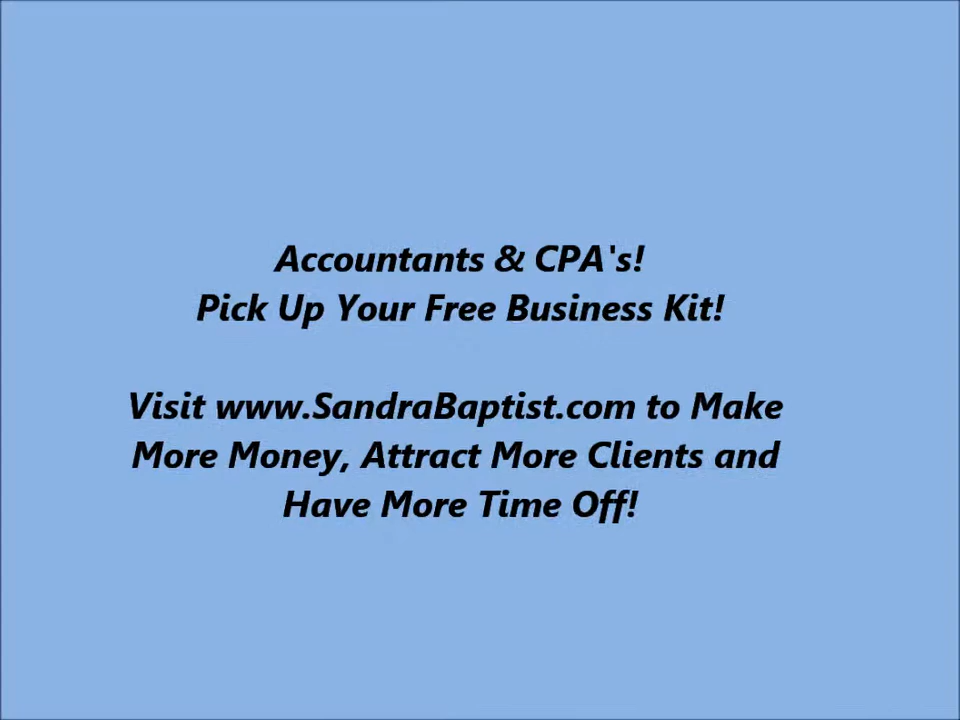 Accountants & CPA's!
Pick Up Your Free Business Kit!
Visit www.SandraBaptist.com to Make
More Money, Attract More Clients and
Have More Time Off!